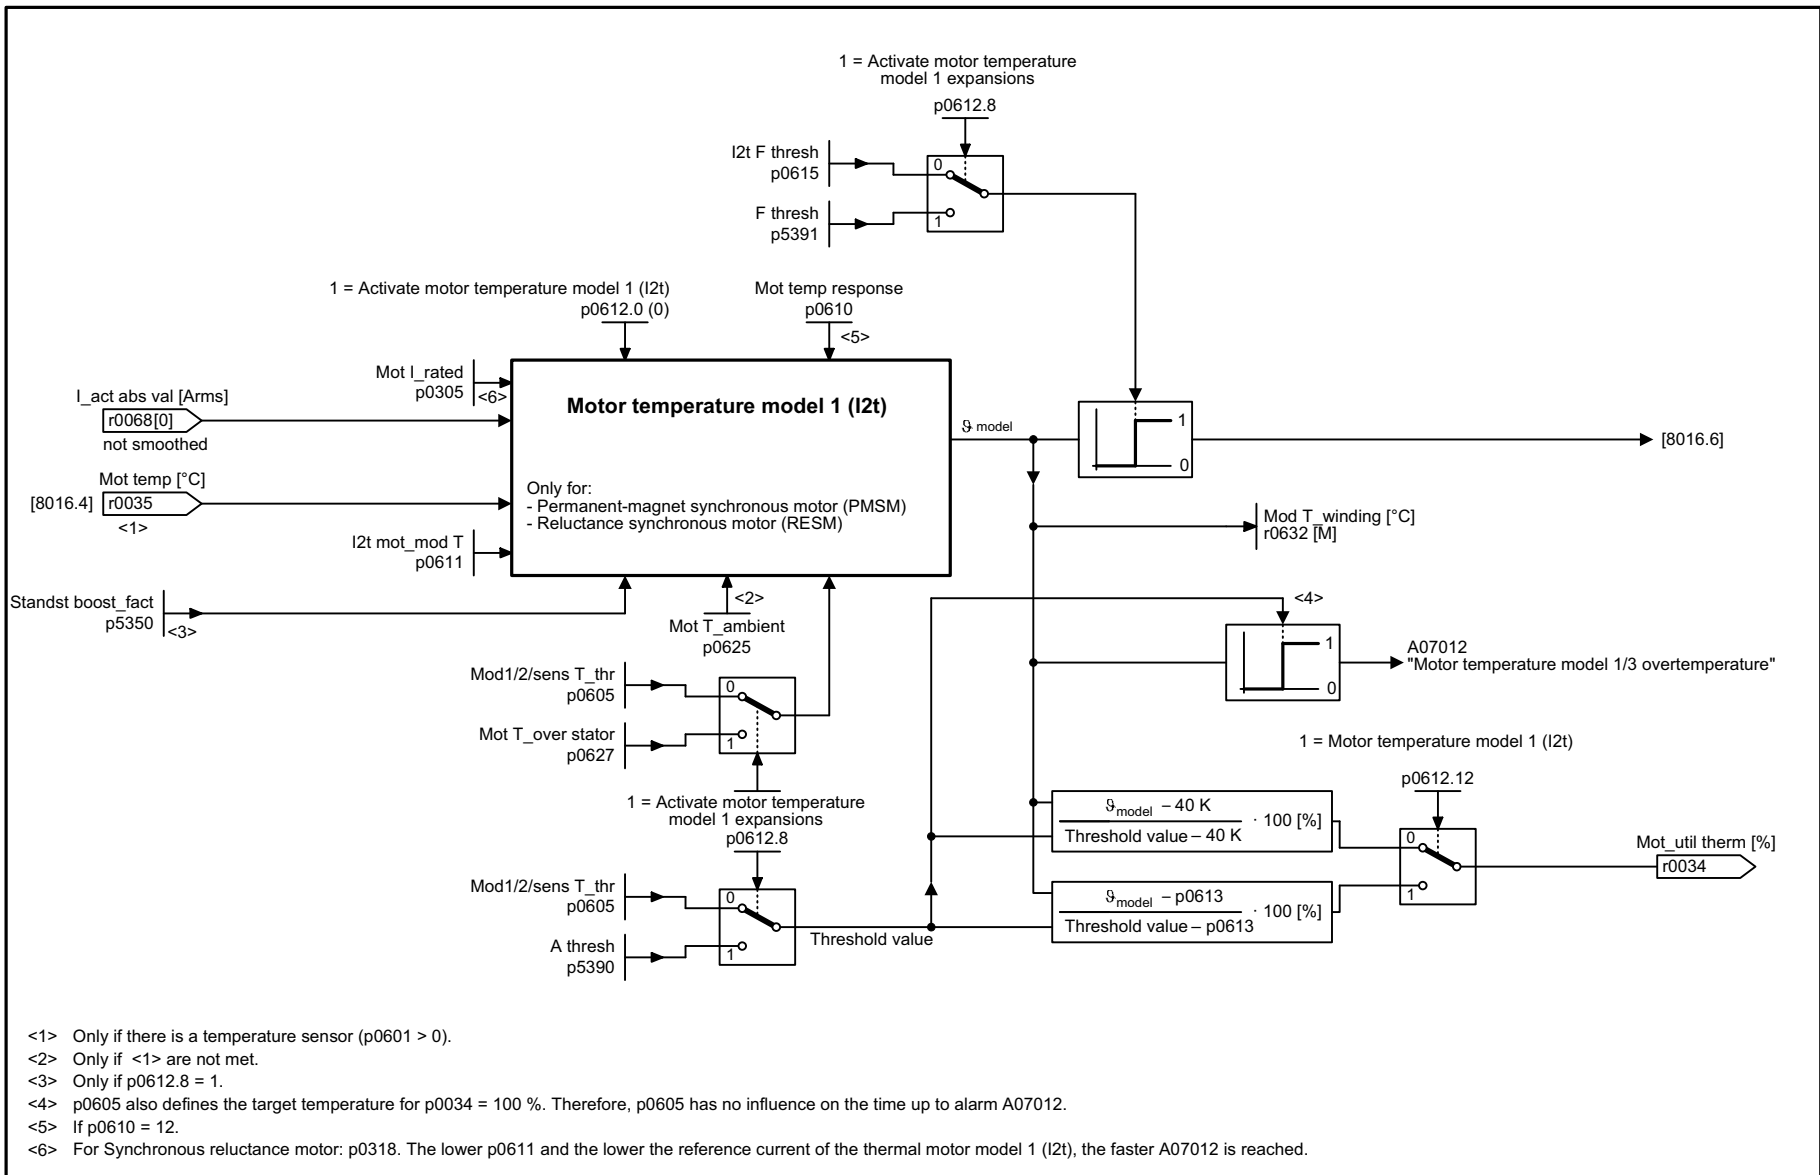 1 = Activate motor temperature
model 1 expansions
p0612.8
I2t F thresh
p0615
0
F thresh
p5391
1
1 = Activate motor temperature model 1 (I2t)
p0612.0 (0)
Mot temp response
p0610
<5>
Mot I_rated
p0305
<6>
I_act abs val [Arms]
r0068[0]
not smoothed
Mot temp [°C]
[8016.4]
r0035
<1>
I2t mot_mod T
p0611
Motor temperature model 1 (I2t)
Only for:
- Permanent-magnet synchronous motor (PMSM)
- Reluctance synchronous motor (RESM)
ϑ model
1
0
[8016.6]
Mod T_winding [°C]
r0632 [M]
Standst boost_fact
p5350
<3>
<2>
Mot T_ambient
p0625
<4>
1
0
A07012
"Motor temperature model 1/3 overtemperature"
Mod1/2/sens T_thr
p0605
0
Mot T_over stator
p0627
1
1 = Activate motor temperature
model 1 expansions
p0612.8
Mod1/2/sens T_thr
p0605
0
A thresh
p5390
1
Threshold value
1 = Motor temperature model 1 (I2t)
p0612.12
ϑmodel – 40 K
Threshold value – 40 K
· 100 [%]
ϑmodel – p0613
Threshold value – p0613
· 100 [%]
0
1
Mot_util therm [%]
r0034
<1> Only if there is a temperature sensor (p0601 > 0).
<2> Only if <1> are not met.
<3> Only if p0612.8 = 1.
<4> p0605 also defines the target temperature for p0034 = 100 %. Therefore, p0605 has no influence on the time up to alarm A07012.
<5> If p0610 = 12.
<6> For Synchronous reluctance motor: p0318. The lower p0611 and the lower the reference current of the thermal motor model 1 (I2t), the faster A07012 is reached.